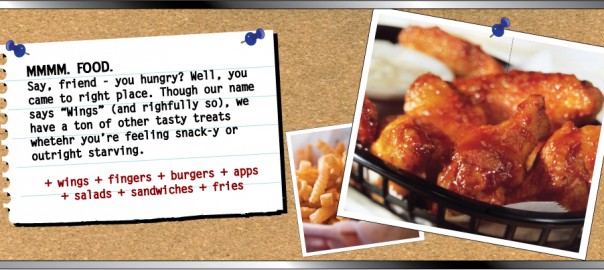 MMMM. FOOD.
Say, friend - you hungry? Well, you
came to right place. Though our name
says “Wings” (and righfully so), we
have a ton of other tasty treats
whetehr you’re feeling snack-y or
outright starving.
+ wings + fingers + burgers + apps
+ salads + sandwiches + fries